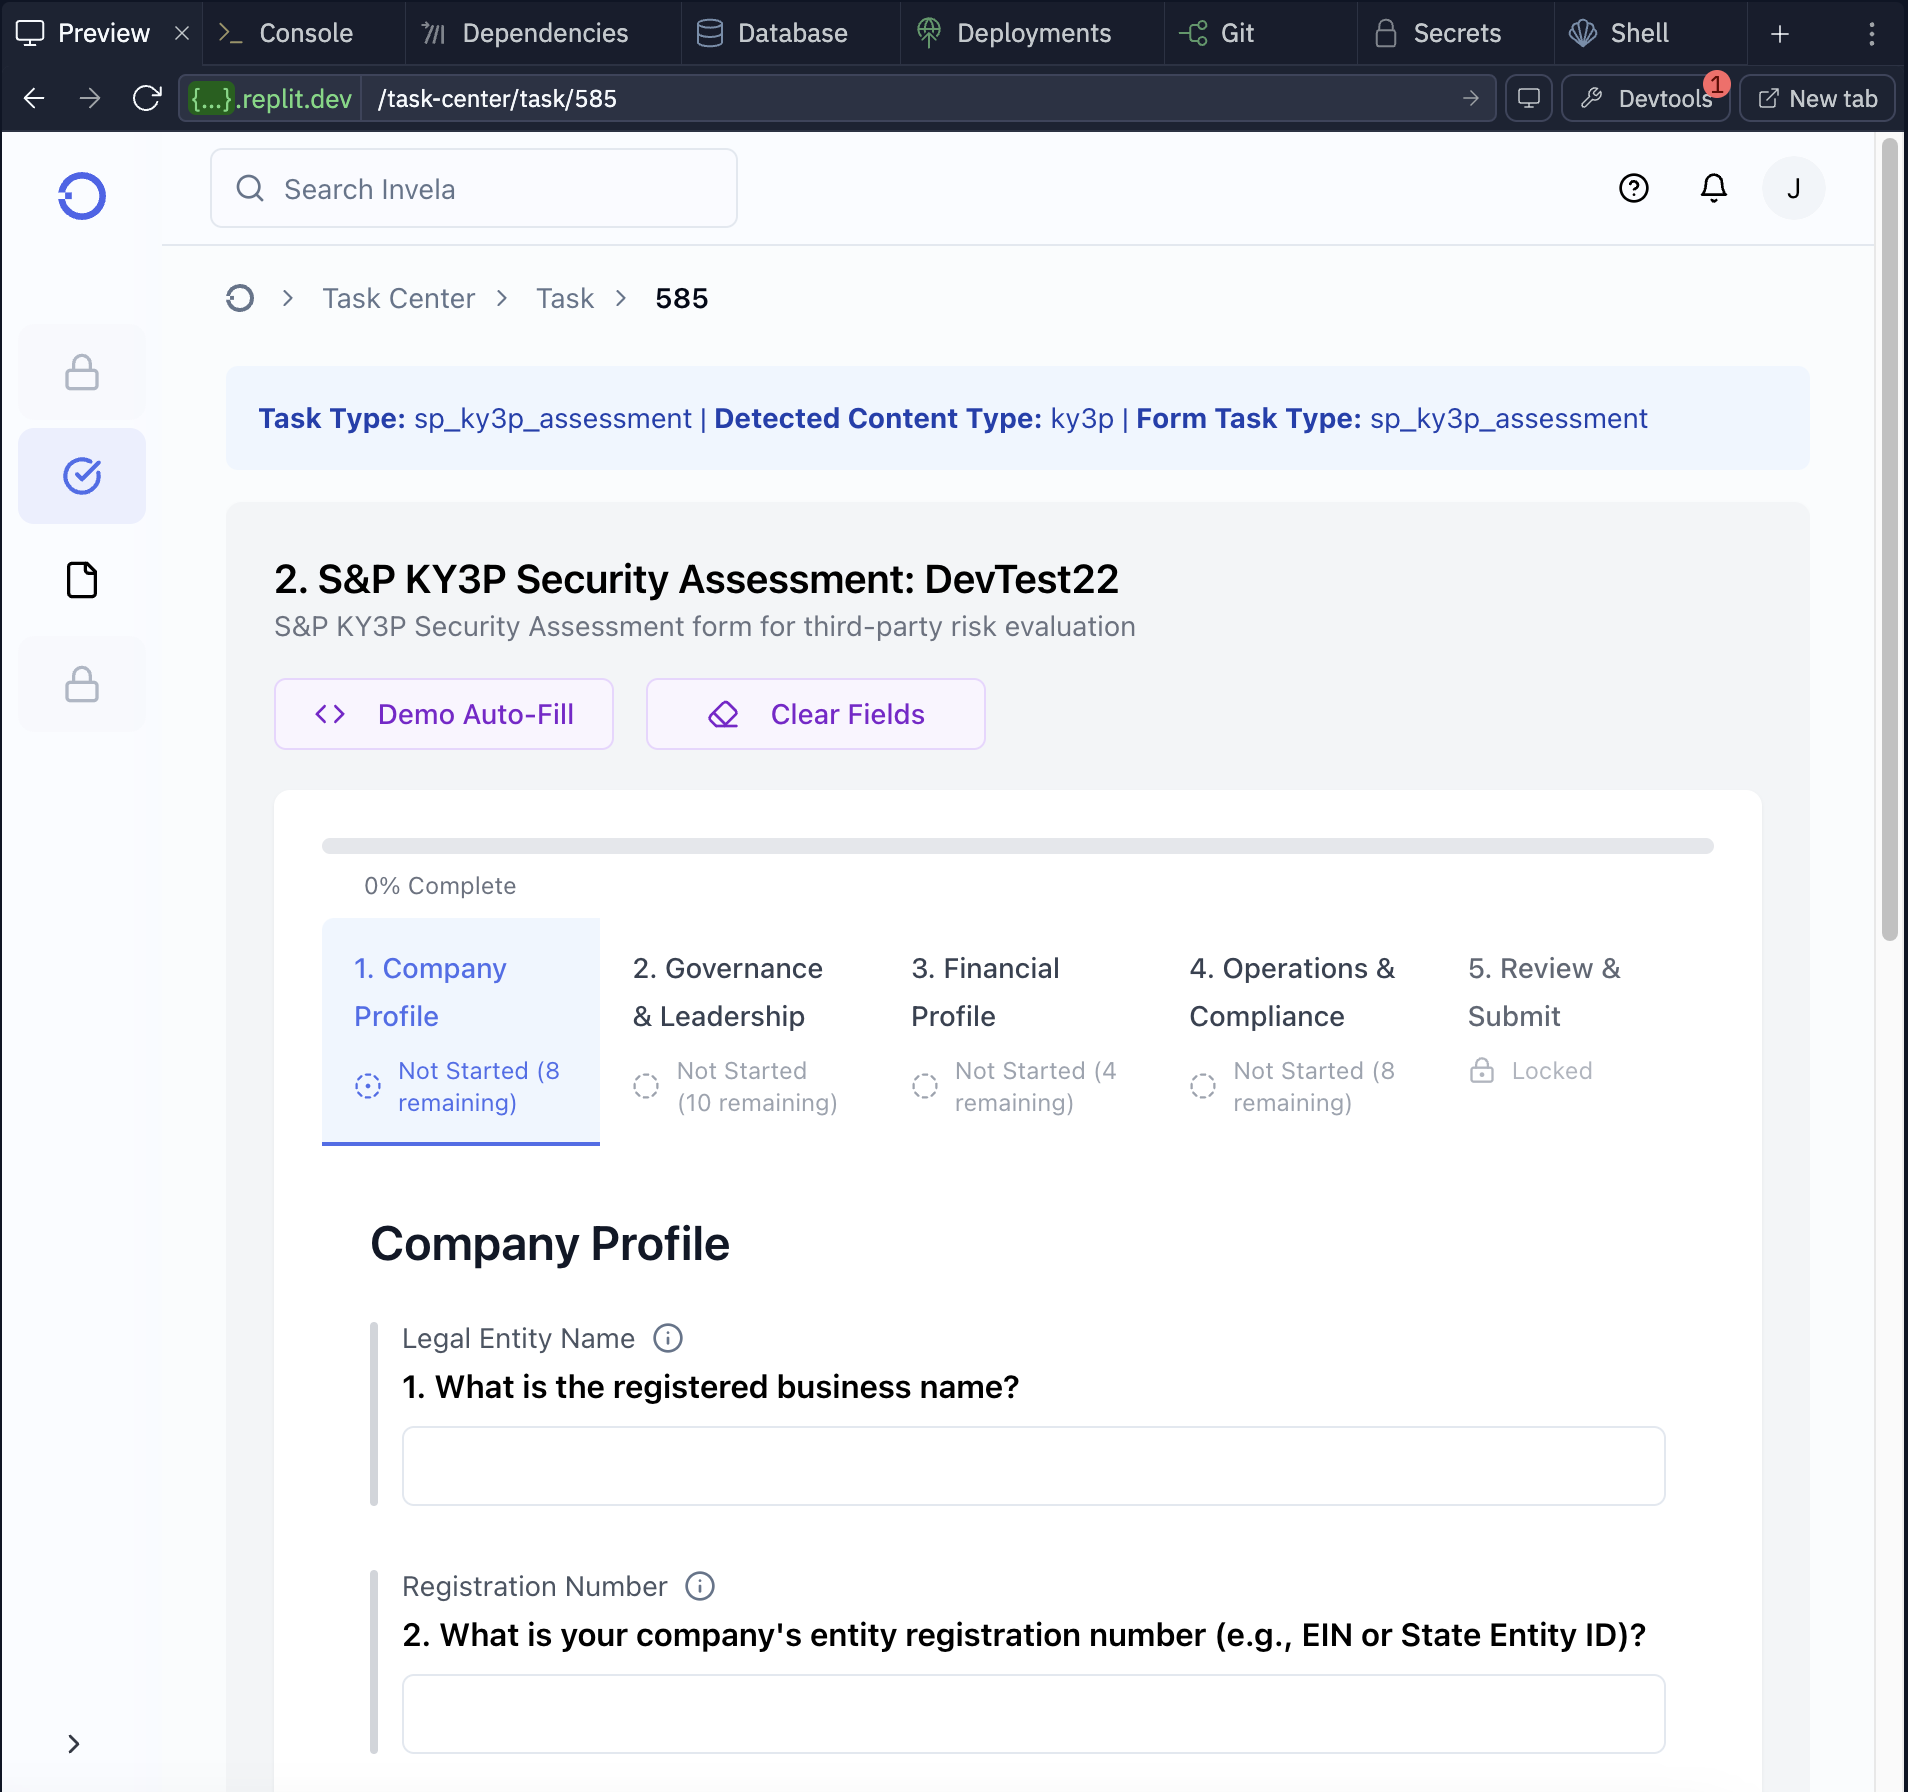 Preview
Console
Dependencies
Database
Deployments
Git
Secrets
Shell
{...}.replit.dev
/task-center/task/585
Devtools
1
New tab
Search Invela
J
Task Center
Task
585
Task Type: sp_ky3p_assessment | Detected Content Type: ky3p | Form Task Type: sp_ky3p_assessment
2. S&P KY3P Security Assessment: DevTest22
S&P KY3P Security Assessment form for third-party risk evaluation
Demo Auto-Fill
Clear Fields
0% Complete
1. Company
Profile
Not Started (8
remaining)
2. Governance
& Leadership
Not Started
(10 remaining)
3. Financial
Profile
Not Started (4
remaining)
4. Operations &
Compliance
Not Started (8
remaining)
5. Review &
Submit
Locked
Company Profile
Legal Entity Name
1. What is the registered business name?
Registration Number
2. What is your company's entity registration number (e.g., EIN or State Entity ID)?